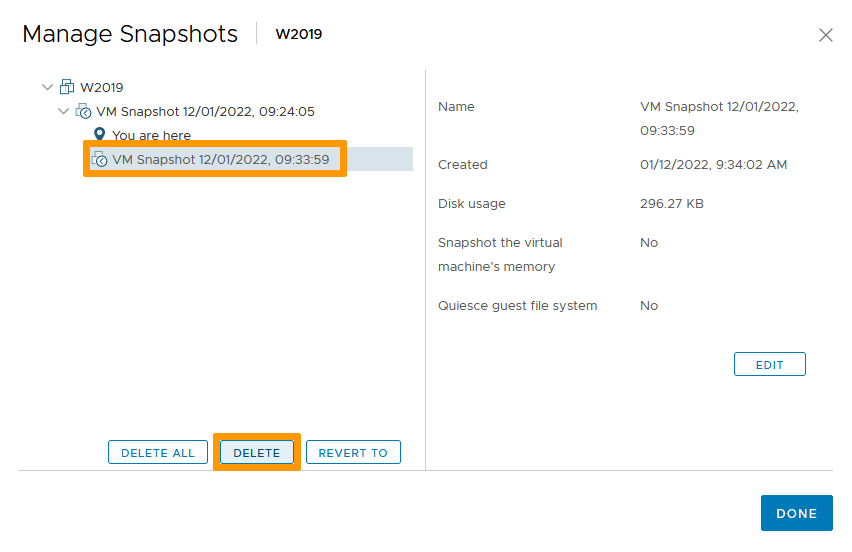 Manage Snapshots
W2019
W2019
VM Snapshot 12/01/2022, 09:24:05
You are here
VM Snapshot 12/01/2022, 09:33:59
DELETE ALL
DELETE
REVERT TO
Name
VM Snapshot 12/01/2022,
09:33:59
Created
01/12/2022, 9:34:02 AM
Disk usage
296.27 KB
Snapshot the virtual
machine's memory
No
Quiesce guest file system
No
EDIT
DONE